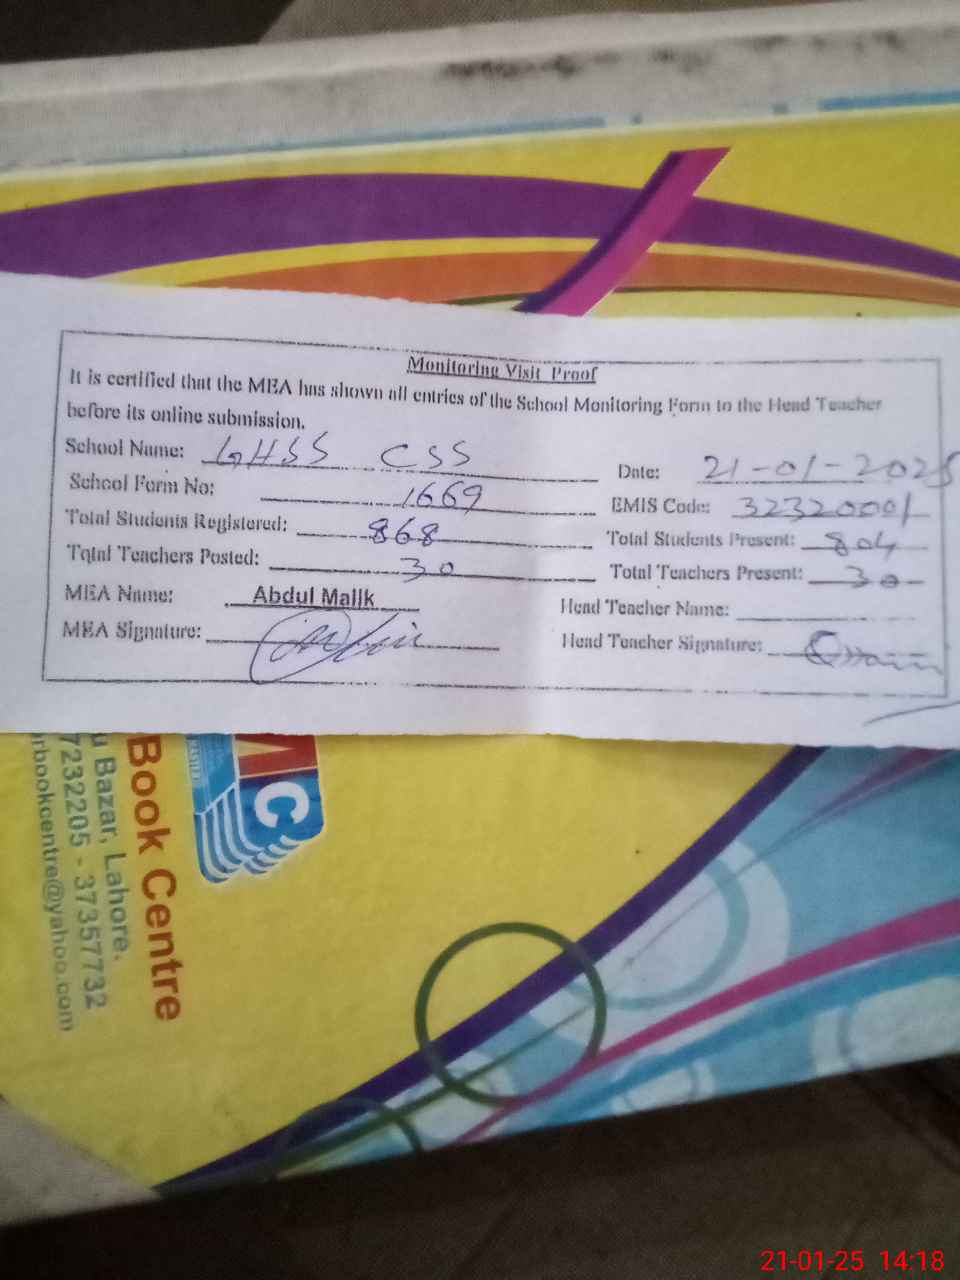 Monitoring Visit Proof
It is certified that the MEA has shown all entries of the School Monitoring Form to the Head Teacher
before its online submission.
School Name: GHSS CSS Date: 21-01-2025
School Form No: 1669 EMIS Code: 32320001
Total Students Registered: 868 Total Students Present: 804
Total Teachers Posted: 30 Total Teachers Present: 30
MEA Name: Abdul Malik Head Teacher Name:
MEA Signature: Head Teacher Signature:
Book Centre
u Bazar, Lahore.
7232205 - 37357732
rbookcentre@yahoo.com
MC
21-01-25 14:18